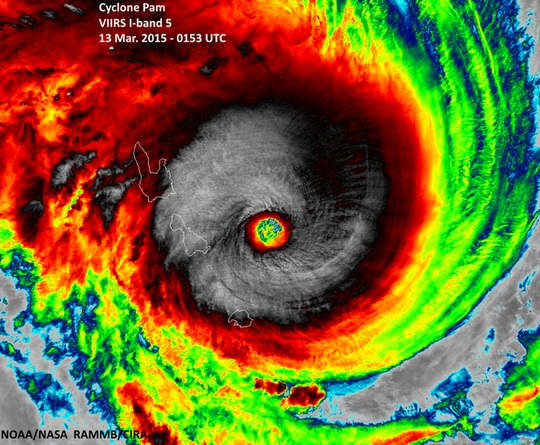 Cyclone Pam
VIIRS I-band 5
13 Mar. 2015 - 0153 UTC
NOAA/NASA RAMMB/CIRA